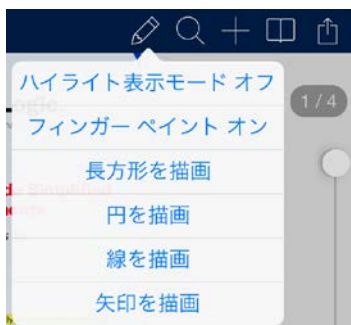 ハイライト表示モード オフ
1 / 4
フィンガー ペイント オン
長方形を描画
円を描画
線を描画
矢印を描画